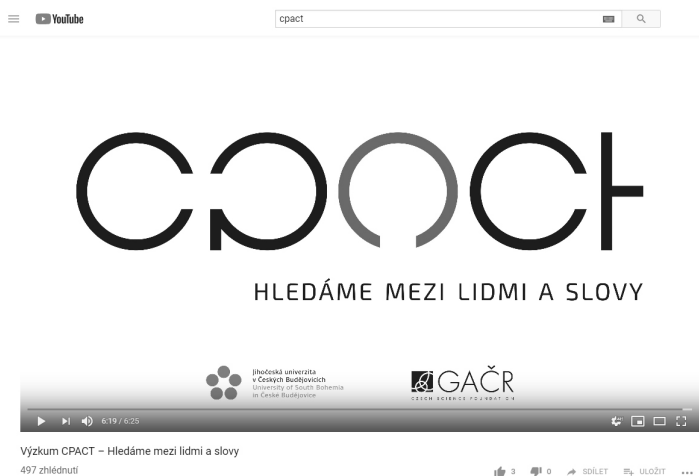 YouTube
cpact
cpact
HLEDÁME MEZI LIDMI A SLOVY
Jihočeská univerzita
v Českých Budějovicích
University of South Bohemia
in České Budějovice
GAČR
CZECH SCIENCE FOUNDATION
6:19 / 6:25
Výzkum CPACT – Hledáme mezi lidmi a slovy
497 zhlédnutí
3
0
SDÍLET
ULOŽIT